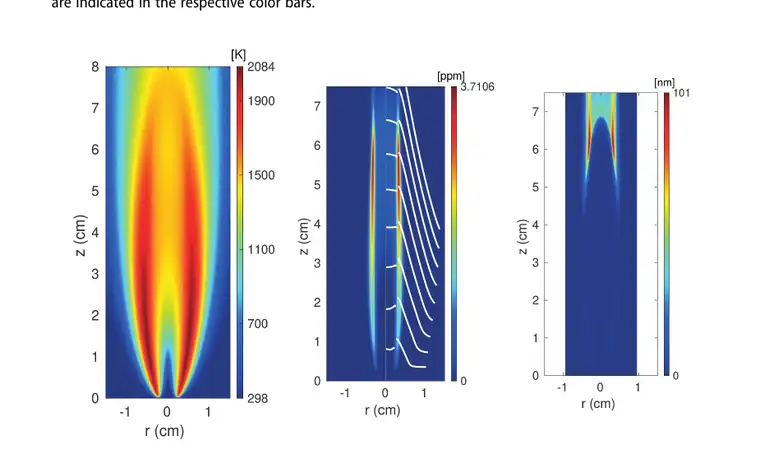 are indicated in the respective color bars.
[K]
8
7
6
5
4
3
2
1
0
z (cm)
-1 0 1
r (cm)
2084
1900
1500
1100
700
298
[ppm]
3.7106
7
6
5
4
3
2
1
0
z (cm)
-1 0 1
r (cm)
0
[nm]
101
7
6
5
4
3
2
1
0
z (cm)
-1 0 1
r (cm)
0